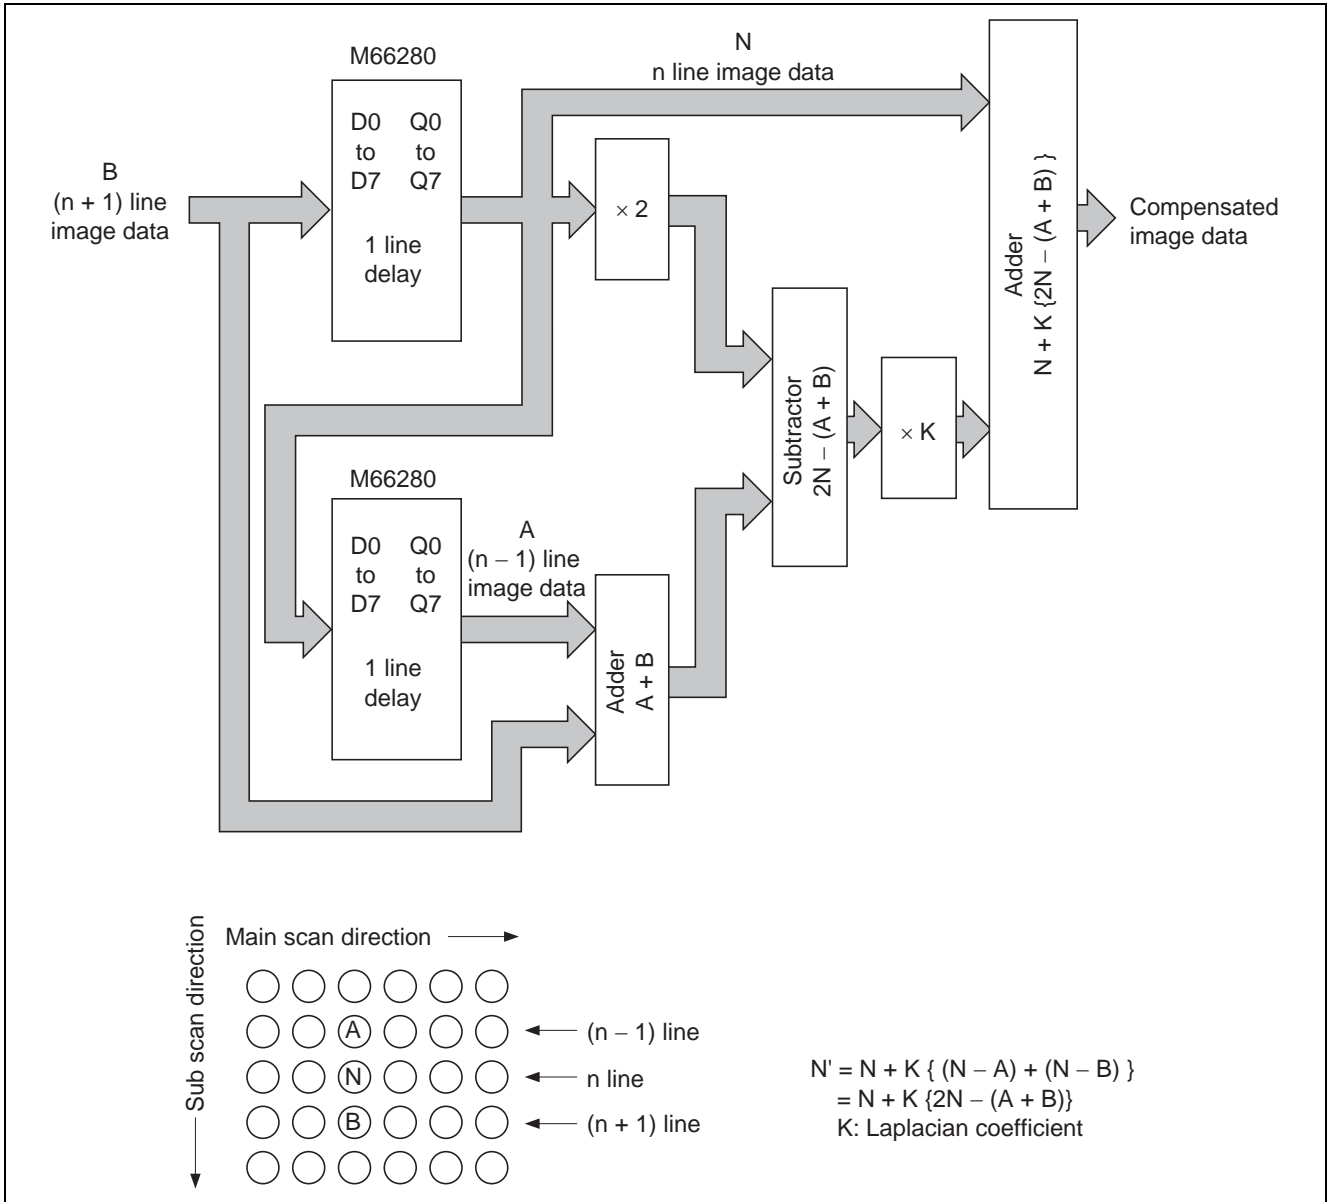 M66280
D0 Q0
to to
D7 Q7
1 line
delay
B
(n + 1) line
image data
N
n line image data
× 2
Adder
N + K {2N – (A + B) }
Compensated
image data
Subtractor
2N – (A + B)
× K
M66280
D0 Q0
to to
D7 Q7
1 line
delay
A
(n – 1) line
image data
Adder
A + B
Main scan direction
Sub scan direction
A
(n – 1) line
N
n line
B
(n + 1) line
N' = N + K { (N – A) + (N – B) }
= N + K {2N – (A + B)}
K: Laplacian coefficient